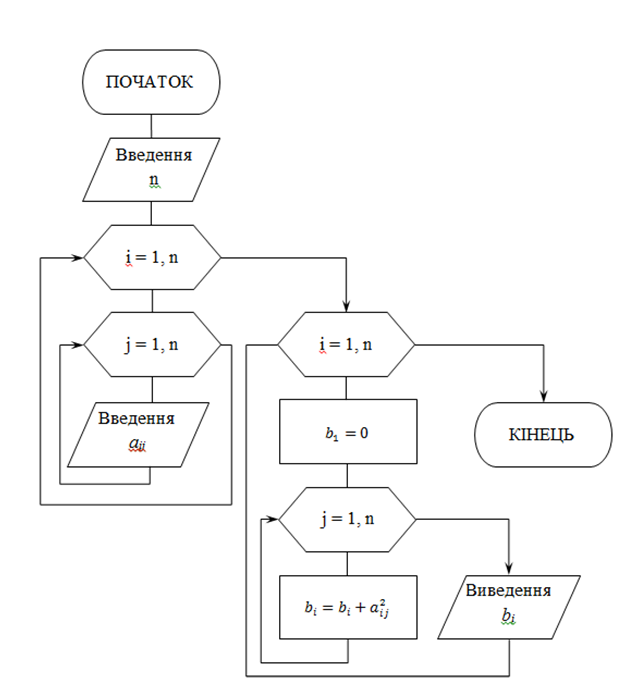 ПОЧАТОК
Введення
n
i = 1, n
j = 1, n
Введення
aᵢⱼ
i = 1, n
b₁ = 0
j = 1, n
bᵢ = bᵢ + a²ᵢⱼ
Виведення
bᵢ
КІНЕЦЬ